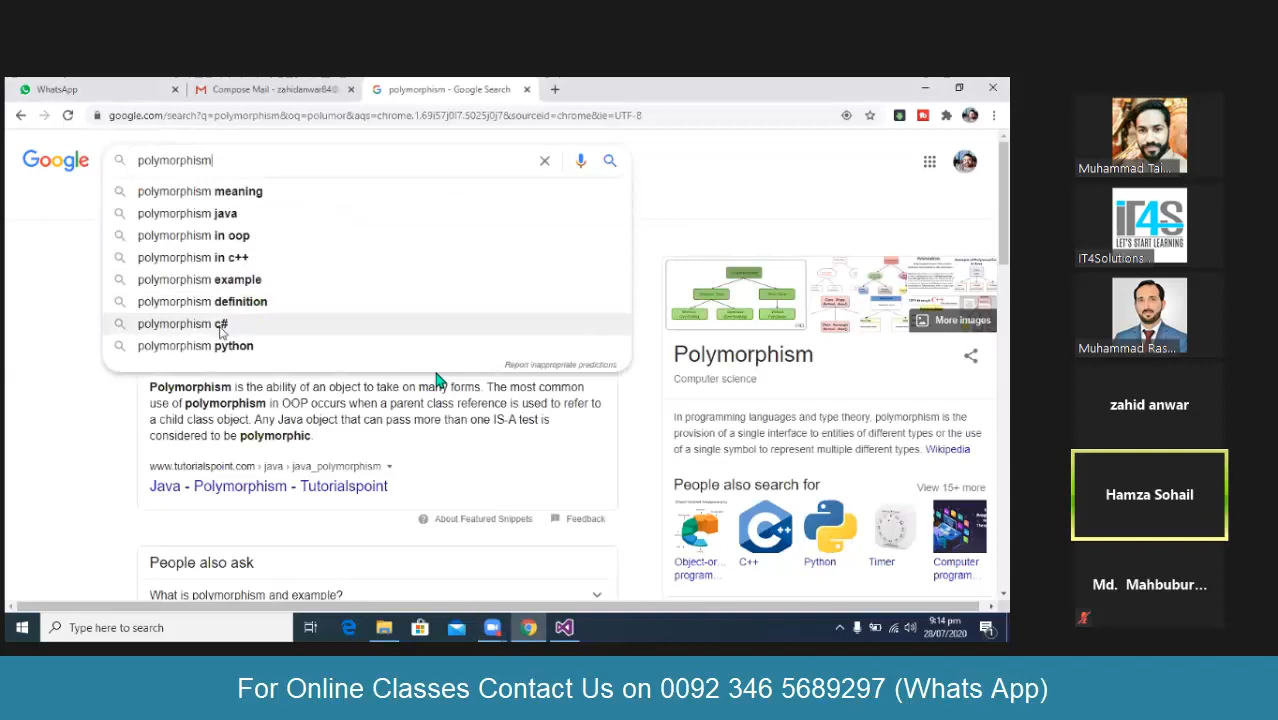 WhatsApp
Compose Mail - zahidanwar84@
polymorphism - Google Search
google.com/search?q=polymorphism&oq=polumor&aqs=chrome.1.69i57j0l7.5025j0j7&sourceid=chrome&ie=UTF-8
Google
polymorphism
polymorphism meaning
polymorphism java
polymorphism in oop
polymorphism in c++
polymorphism example
polymorphism definition
polymorphism c#
polymorphism python
Report inappropriate predictions
Polymorphism is the ability of an object to take on many forms. The most common
use of polymorphism in OOP occurs when a parent class reference is used to refer to
a child class object. Any Java object that can pass more than one IS-A test is
considered to be polymorphic.
www.tutorialspoint.com › java › java_polymorphism
Java - Polymorphism - Tutorialspoint
About Featured Snippets
Feedback
People also ask
What is polymorphism and example?
More images
Polymorphism
Computer science
In programming languages and type theory, polymorphism is the
provision of a single interface to entities of different types or the use
of a single symbol to represent multiple different types. Wikipedia
People also search for
View 15+ more
Object-or...
program...
C++
Python
Timer
Computer
program...
Type here to search
9:14 pm
28/07/2020
1
Muhammad Tal...
IT4S
LET'S START LEARNING
IT4Solutions...
Muhammad Ras...
zahid anwar
Hamza Sohail
Md. Mahbubur...
For Online Classes Contact Us on 0092 346 5689297 (Whats App)